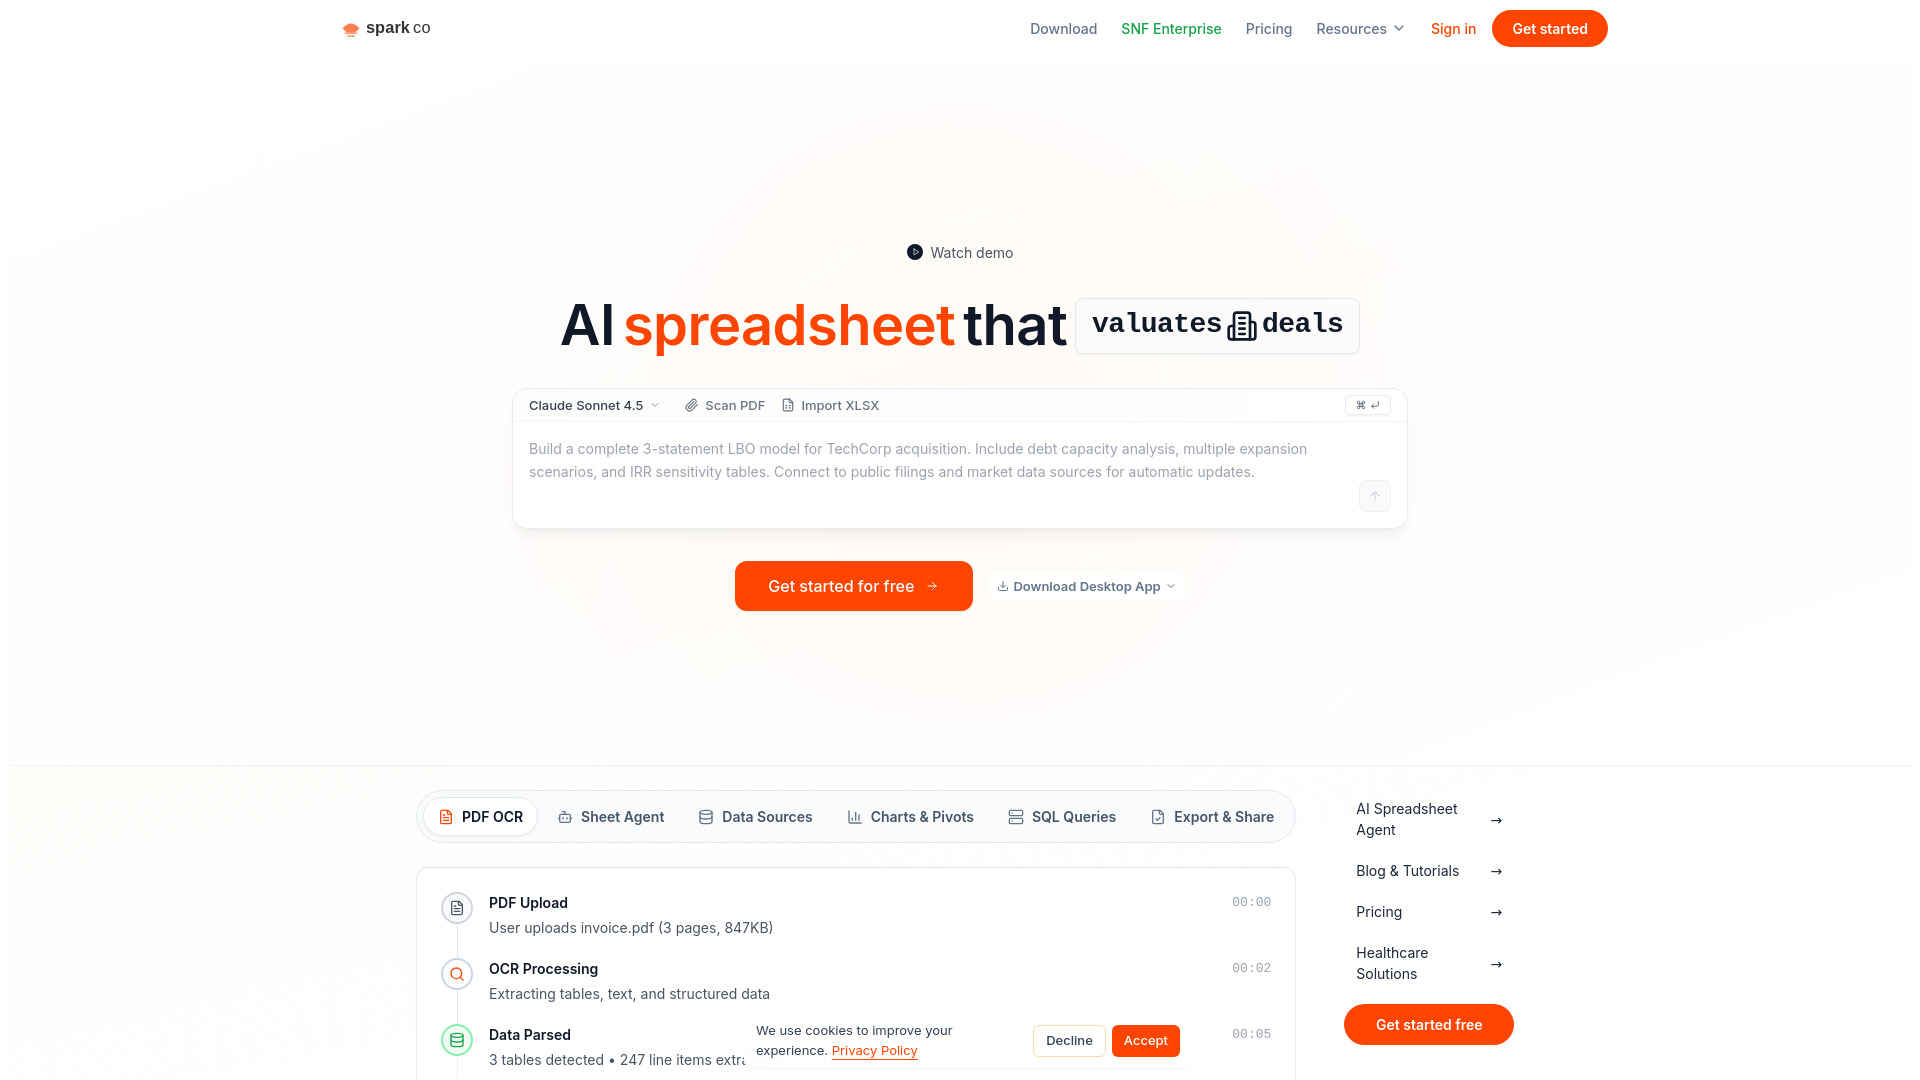 spark co
Download
SNF Enterprise
Pricing
Resources
Sign in
Get started
Watch demo
AI spreadsheet that valuates deals
Claude Sonnet 4.5
Scan PDF
Import XLSX
⌘ ⏎
Build a complete 3-statement LBO model for TechCorp acquisition. Include debt capacity analysis, multiple expansion
scenarios, and IRR sensitivity tables. Connect to public filings and market data sources for automatic updates.
Get started for free →
Download Desktop App
PDF OCR
Sheet Agent
Data Sources
Charts & Pivots
SQL Queries
Export & Share
PDF Upload
00:00
User uploads invoice.pdf (3 pages, 847KB)
OCR Processing
00:02
Extracting tables, text, and structured data
Data Parsed
00:05
3 tables detected • 247 line items extra
AI Spreadsheet
Agent →
Blog & Tutorials →
Pricing →
Healthcare
Solutions →
Get started free
We use cookies to improve your
experience. Privacy Policy
Decline
Accept